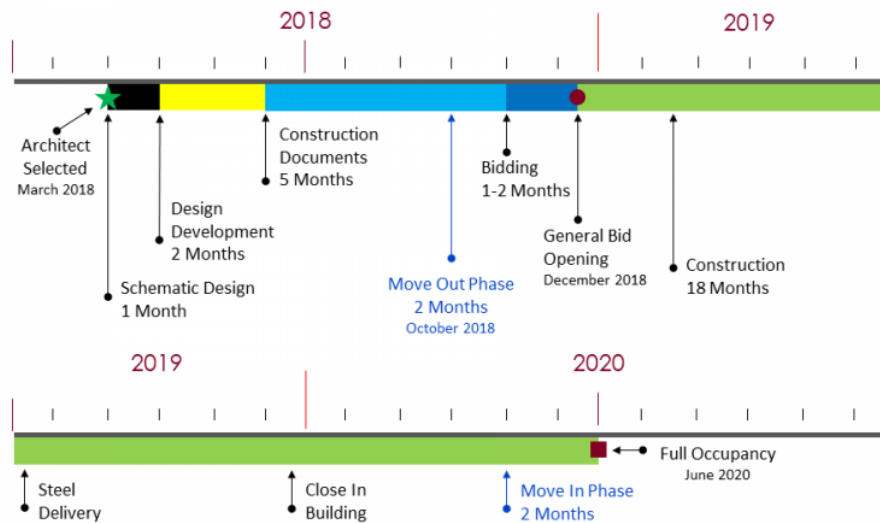 2018
2019
Architect
Selected
March 2018
Schematic Design
1 Month
Design
Development
2 Months
Construction
Documents
5 Months
Move Out Phase
2 Months
October 2018
Bidding
1-2 Months
General Bid
Opening
December 2018
Construction
18 Months
2019
2020
Steel
Delivery
Close In
Building
Move In Phase
2 Months
Full Occupancy
June 2020